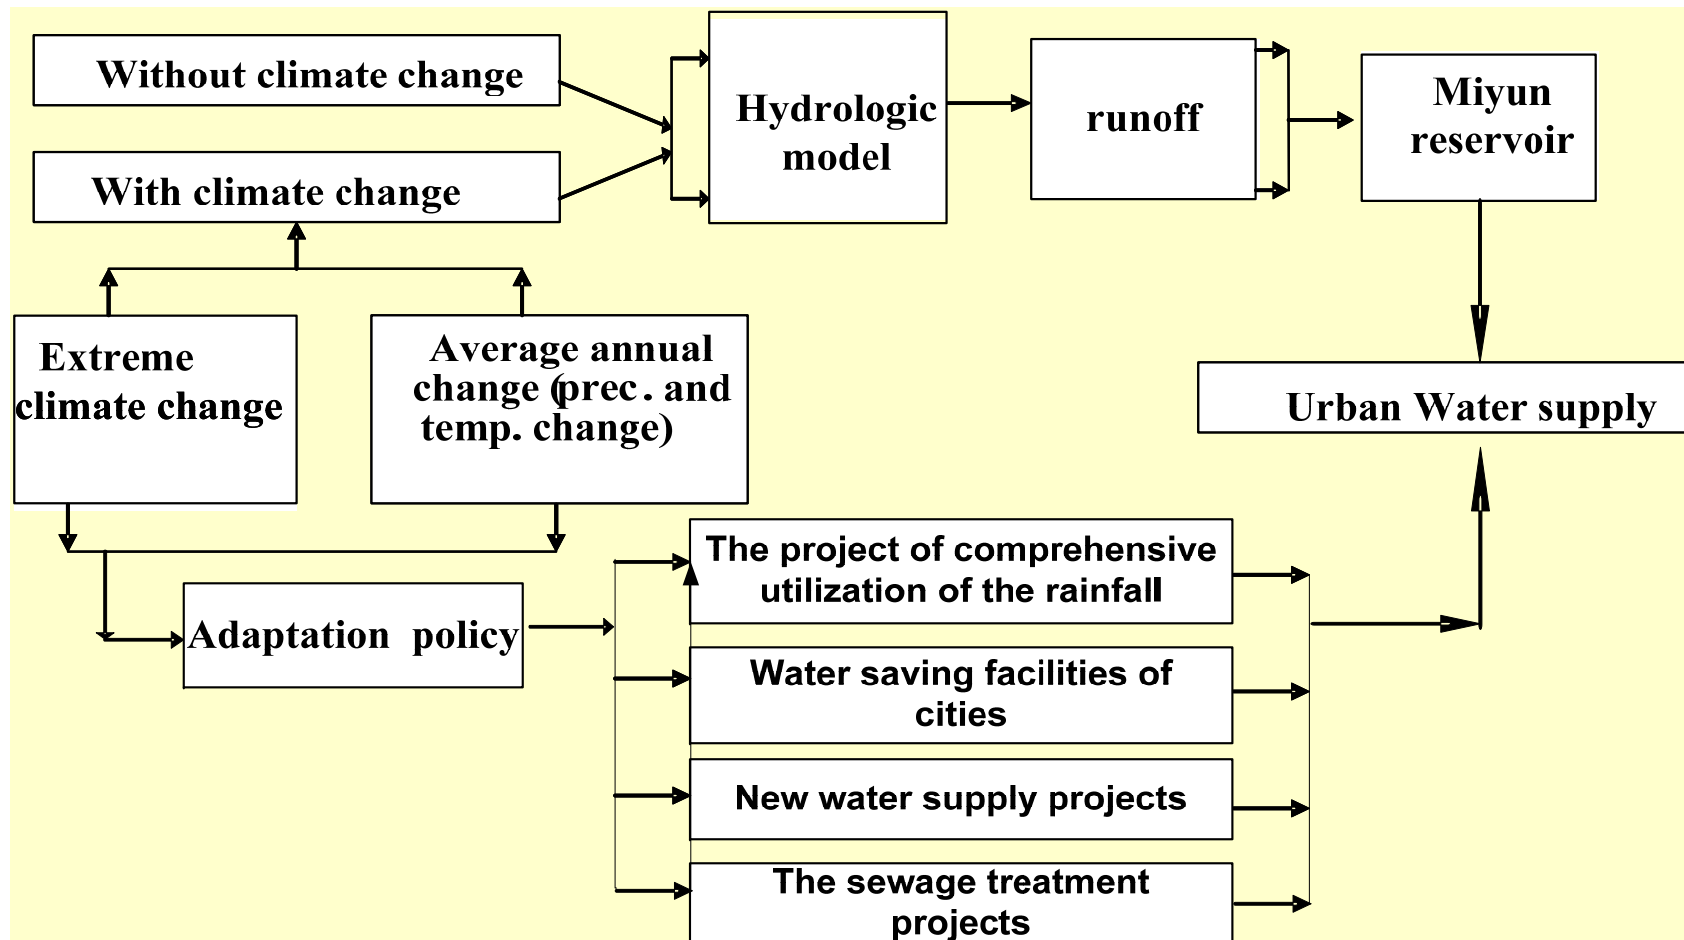 Without climate change
With climate change
Hydrologic
model
runoff
Miyun
reservoir
Extreme
climate change
Average annual
change (prec. and
temp. change)
Urban Water supply
Adaptation policy
The project of comprehensive
utilization of the rainfall
Water saving facilities of
cities
New water supply projects
The sewage treatment
projects